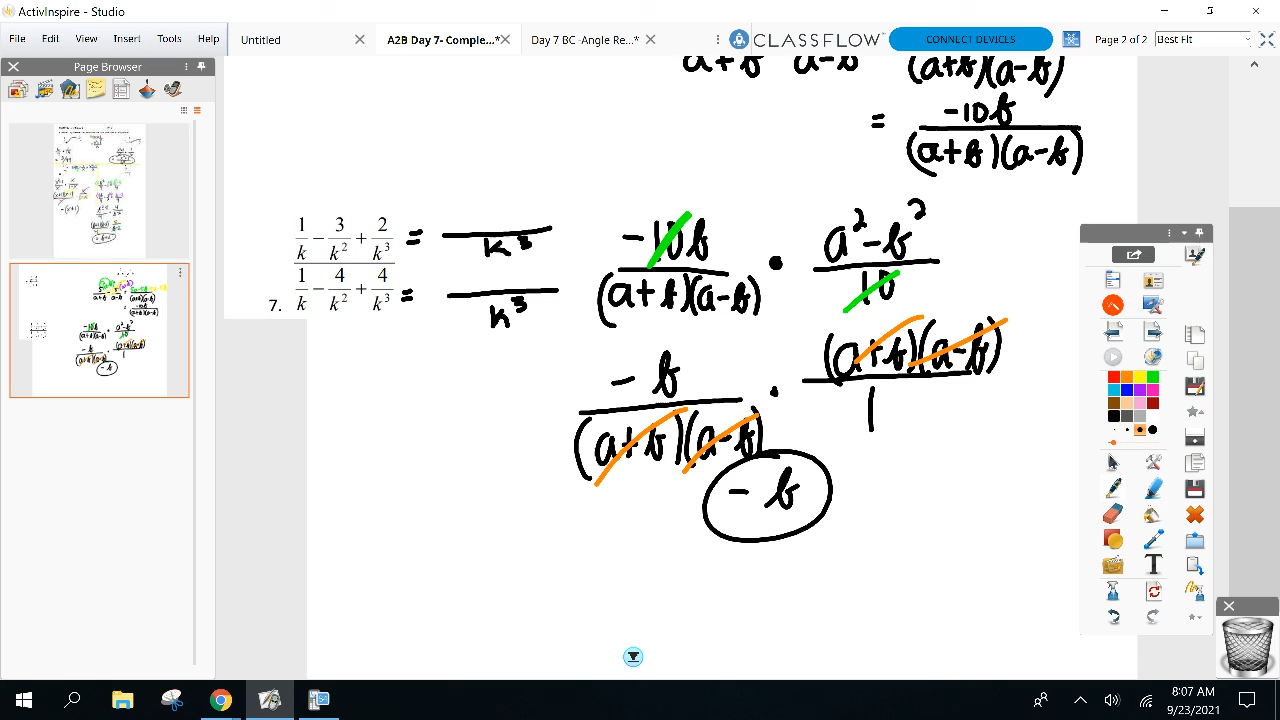 ActivInspire - Studio
File Edit View Insert Tools Help Untitled A2B Day 7- Comple...* Day 7 BC -Angle Re...* CLASSFLOW CONNECT DEVICES Page 2 of 2 Best Fit
Page Browser
a+b a-b (a+b)(a-b)
= -10b / (a+b)(a-b)
7. (1/k - 3/k² + 2/k³) / (1/k - 4/k² + 4/k³)
= __ / k³
= __ / k³
-10b / (a+b)(a-b) • (a²-b²) / 10
-b / (a+b)(a-b) · (a+b)(a-b) / 1
-b
8:07 AM
9/23/2021